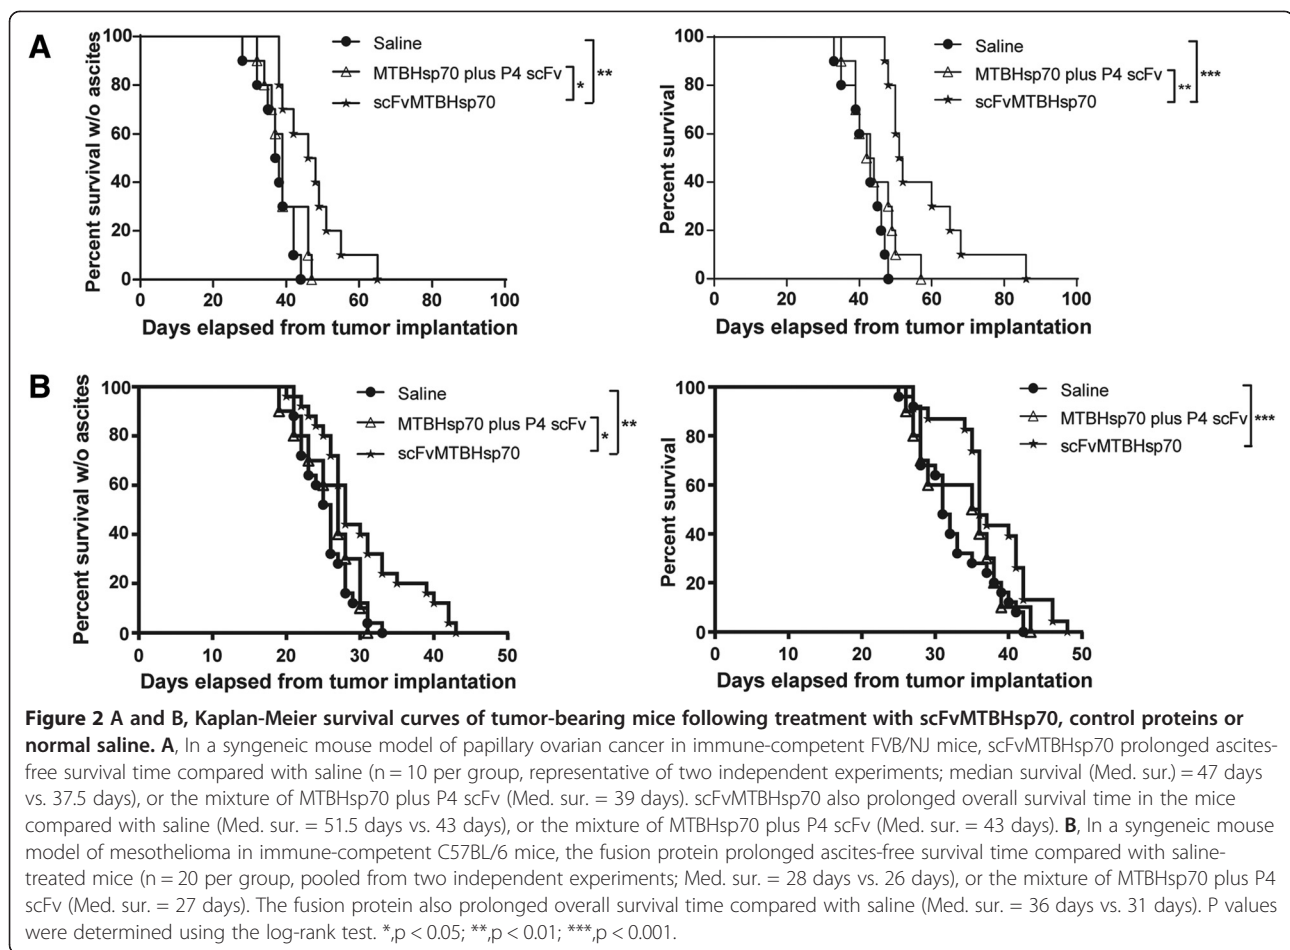 A
Percent survival w/o ascites
100
80
60
40
20
0
0 20 40 60 80 100
Days elapsed from tumor implantation
Saline
MTBHsp70 plus P4 scFv
scFvMTBHsp70
*
**
Percent survival
100
80
60
40
20
0
0 20 40 60 80 100
Days elapsed from tumor implantation
Saline
MTBHsp70 plus P4 scFv
scFvMTBHsp70
**
***
B
Percent survival w/o ascites
100
80
60
40
20
0
0 10 20 30 40 50
Days elapsed from tumor implantation
Saline
MTBHsp70 plus P4 scFv
scFvMTBHsp70
*
**
Percent survival
100
80
60
40
20
0
0 10 20 30 40 50
Days elapsed from tumor implantation
Saline
MTBHsp70 plus P4 scFv
scFvMTBHsp70
***
Figure 2 A and B, Kaplan-Meier survival curves of tumor-bearing mice following treatment with scFvMTBHsp70, control proteins or
normal saline. A, In a syngeneic mouse model of papillary ovarian cancer in immune-competent FVB/NJ mice, scFvMTBHsp70 prolonged ascites-
free survival time compared with saline (n = 10 per group, representative of two independent experiments; median survival (Med. sur.) = 47 days
vs. 37.5 days), or the mixture of MTBHsp70 plus P4 scFv (Med. sur. = 39 days). scFvMTBHsp70 also prolonged overall survival time in the mice
compared with saline (Med. sur. = 51.5 days vs. 43 days), or the mixture of MTBHsp70 plus P4 scFv (Med. sur. = 43 days). B, In a syngeneic mouse
model of mesothelioma in immune-competent C57BL/6 mice, the fusion protein prolonged ascites-free survival time compared with saline-
treated mice (n = 20 per group, pooled from two independent experiments; Med. sur. = 28 days vs. 26 days), or the mixture of MTBHsp70 plus P4
scFv (Med. sur. = 27 days). The fusion protein also prolonged overall survival time compared with saline (Med. sur. = 36 days vs. 31 days). P values
were determined using the log-rank test. *,p < 0.05; **,p < 0.01; ***,p < 0.001.